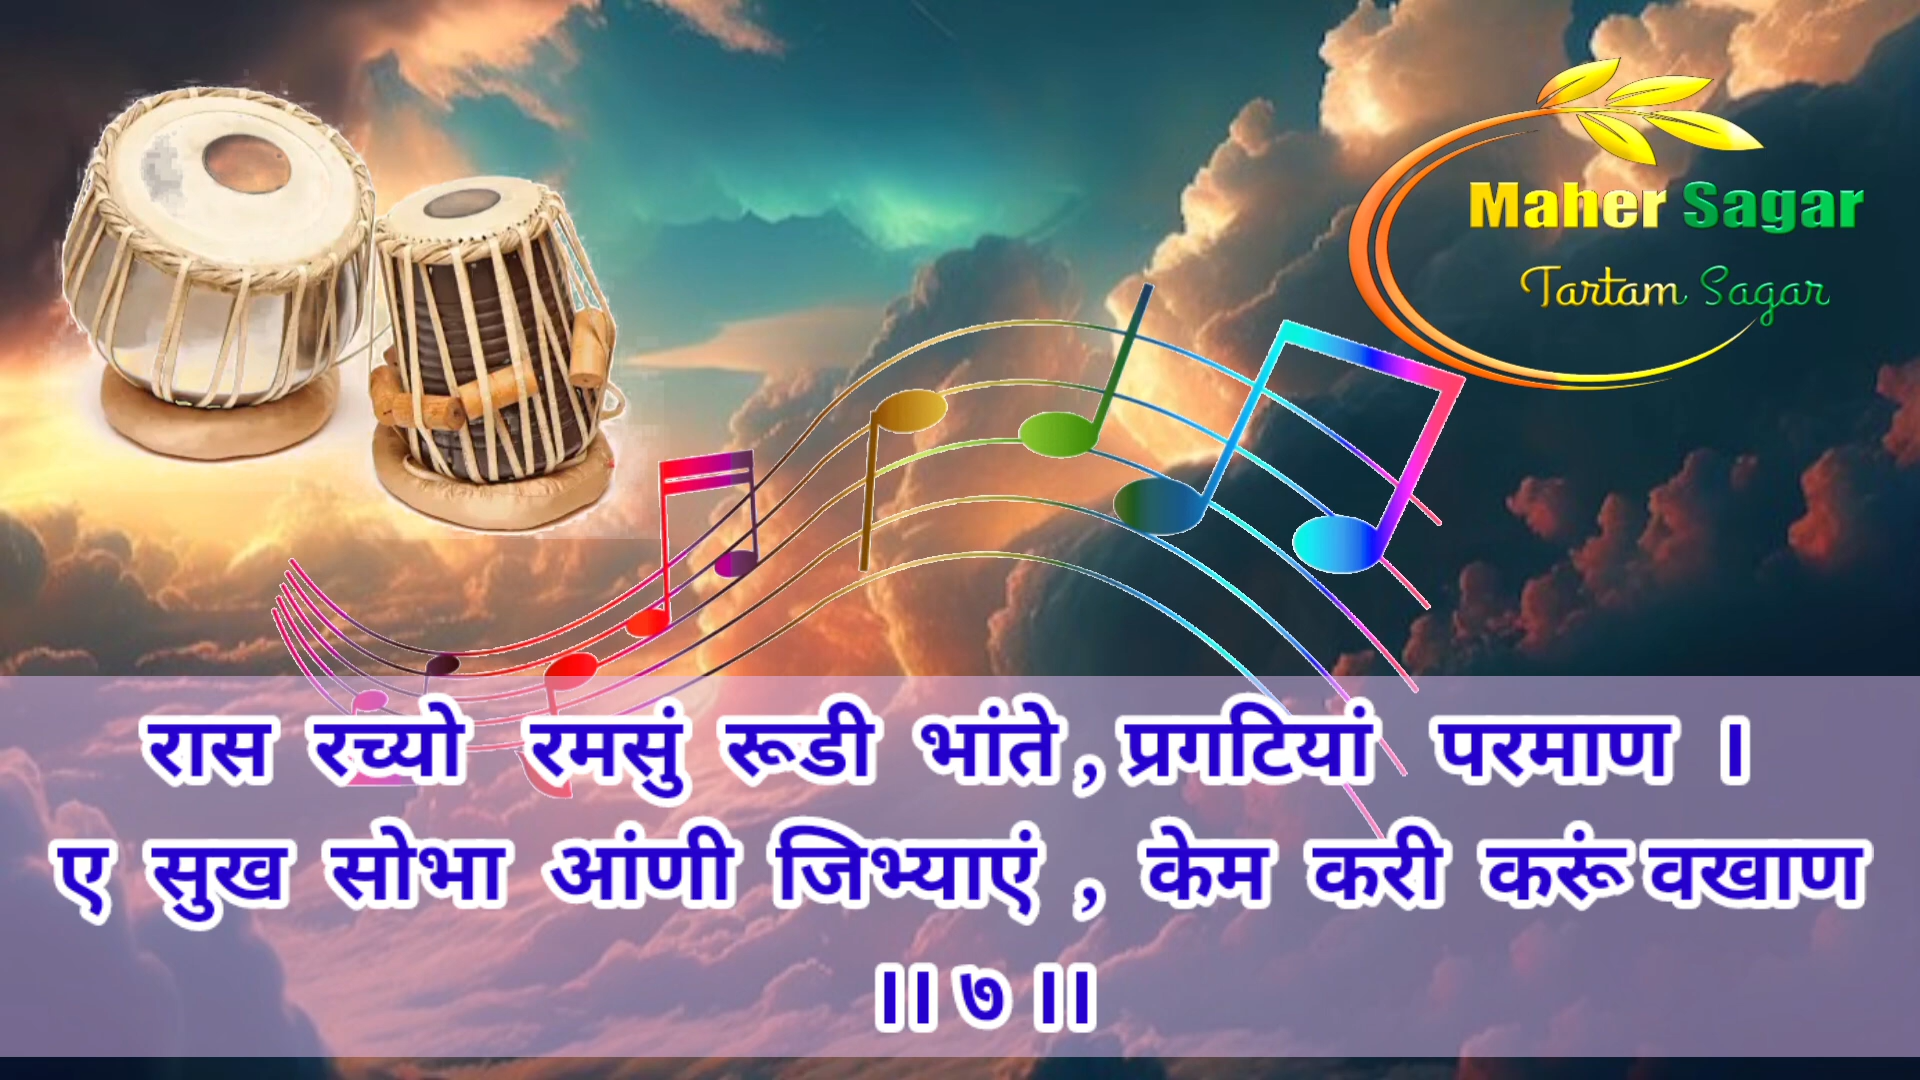 Maher Sagar
Tartam Sagar
रास रच्यो रमसुं रूडी भांते , प्रगटियां परमाण ।
ए सुख सोभा आंणी जिभ्याएं , केम करी करूं वखाण
।। ७ ।।